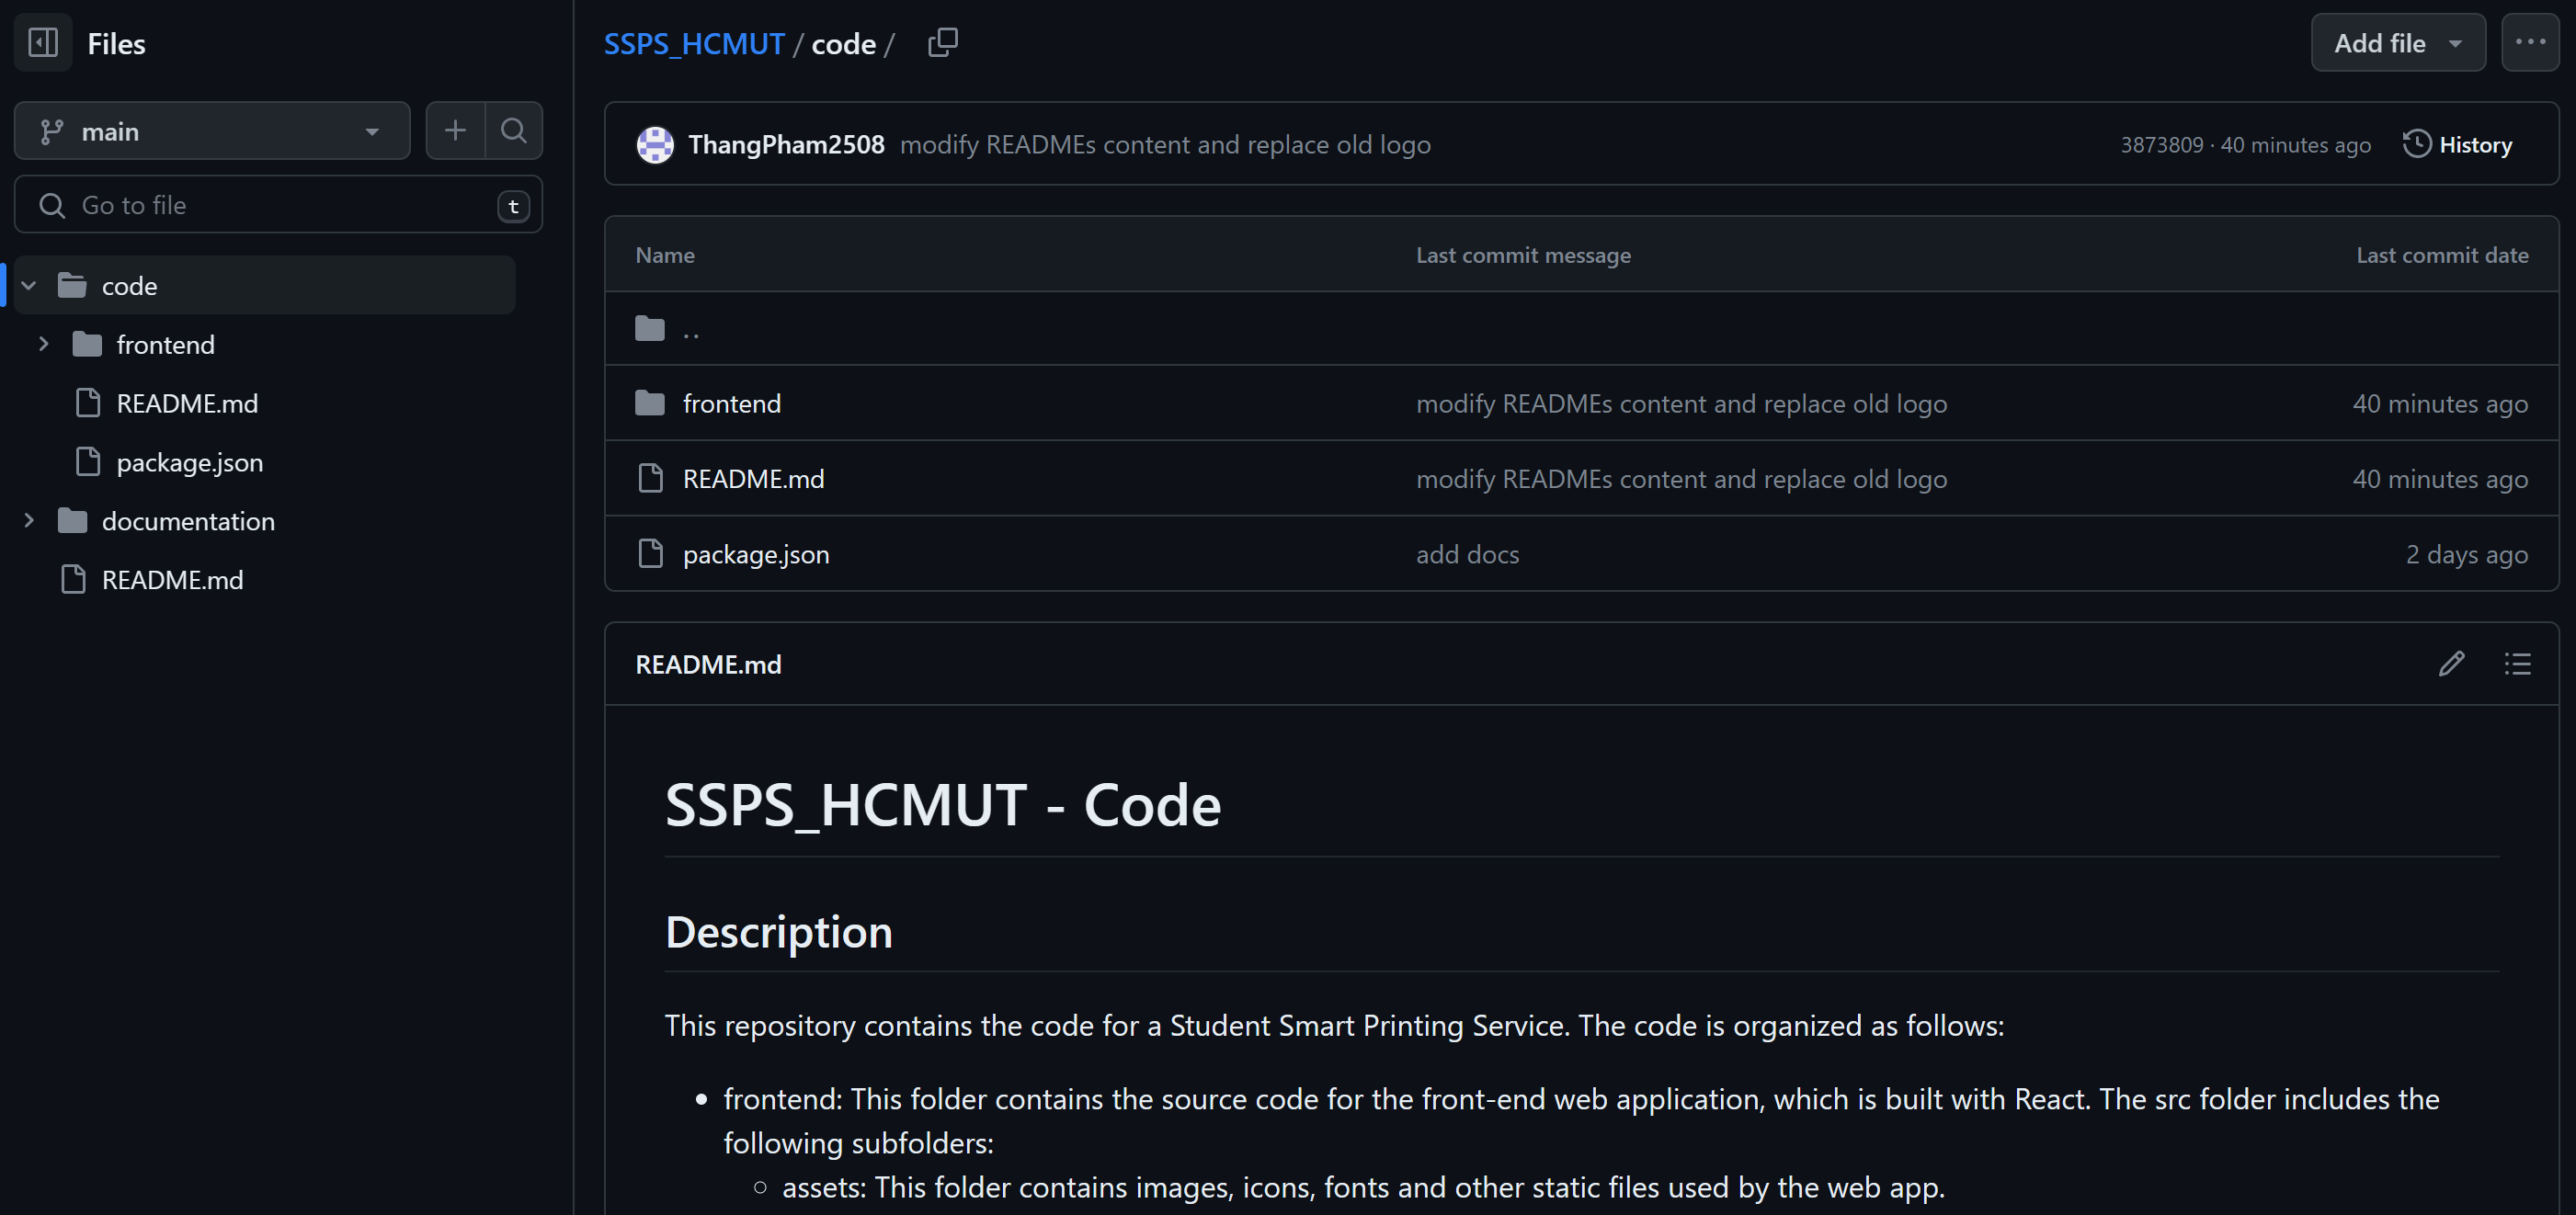 Files
main
Go to file
t
code
frontend
README.md
package.json
documentation
README.md
SSPS_HCMUT / code /
Add file
ThangPham2508 modify READMEs content and replace old logo
3873809 · 40 minutes ago
History
Name Last commit message Last commit date
..
frontend modify READMEs content and replace old logo 40 minutes ago
README.md modify READMEs content and replace old logo 40 minutes ago
package.json add docs 2 days ago
README.md
SSPS_HCMUT - Code
Description
This repository contains the code for a Student Smart Printing Service. The code is organized as follows:
• frontend: This folder contains the source code for the front-end web application, which is built with React. The src folder includes the
following subfolders:
○ assets: This folder contains images, icons, fonts and other static files used by the web app.